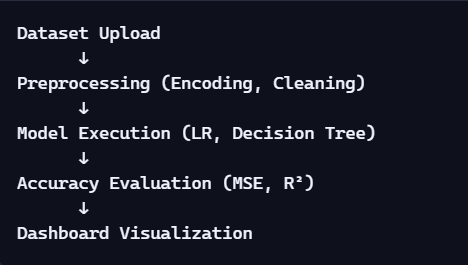 Dataset Upload
↓
Preprocessing (Encoding, Cleaning)
↓
Model Execution (LR, Decision Tree)
↓
Accuracy Evaluation (MSE, R²)
↓
Dashboard Visualization